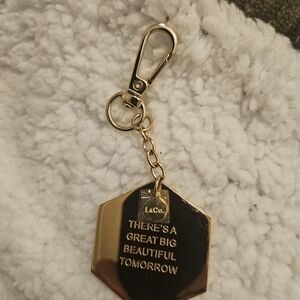 L&Co.
THERE'S A
GREAT BIG
BEAUTIFUL
TOMORROW